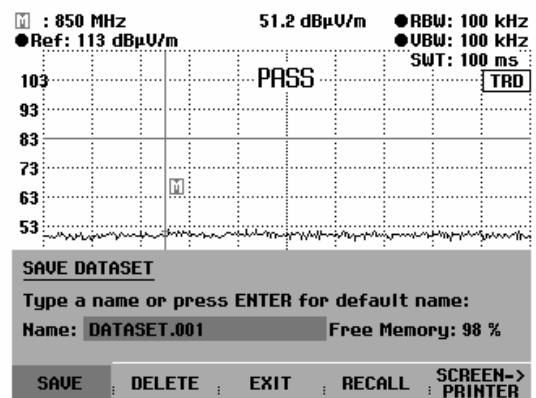 M : 850 MHz 51.2 dBµV/m ●RBW: 100 kHz
●Ref: 113 dBµV/m ●VBW: 100 kHz
SWT: 100 ms
PASS
103 TRD
93
83
73
M
63
53
SAVE DATASET
Type a name or press ENTER for default name:
Name: DATASET.001 Free Memory: 98 %
SAVE DELETE EXIT RECALL SCREEN->
PRINTER